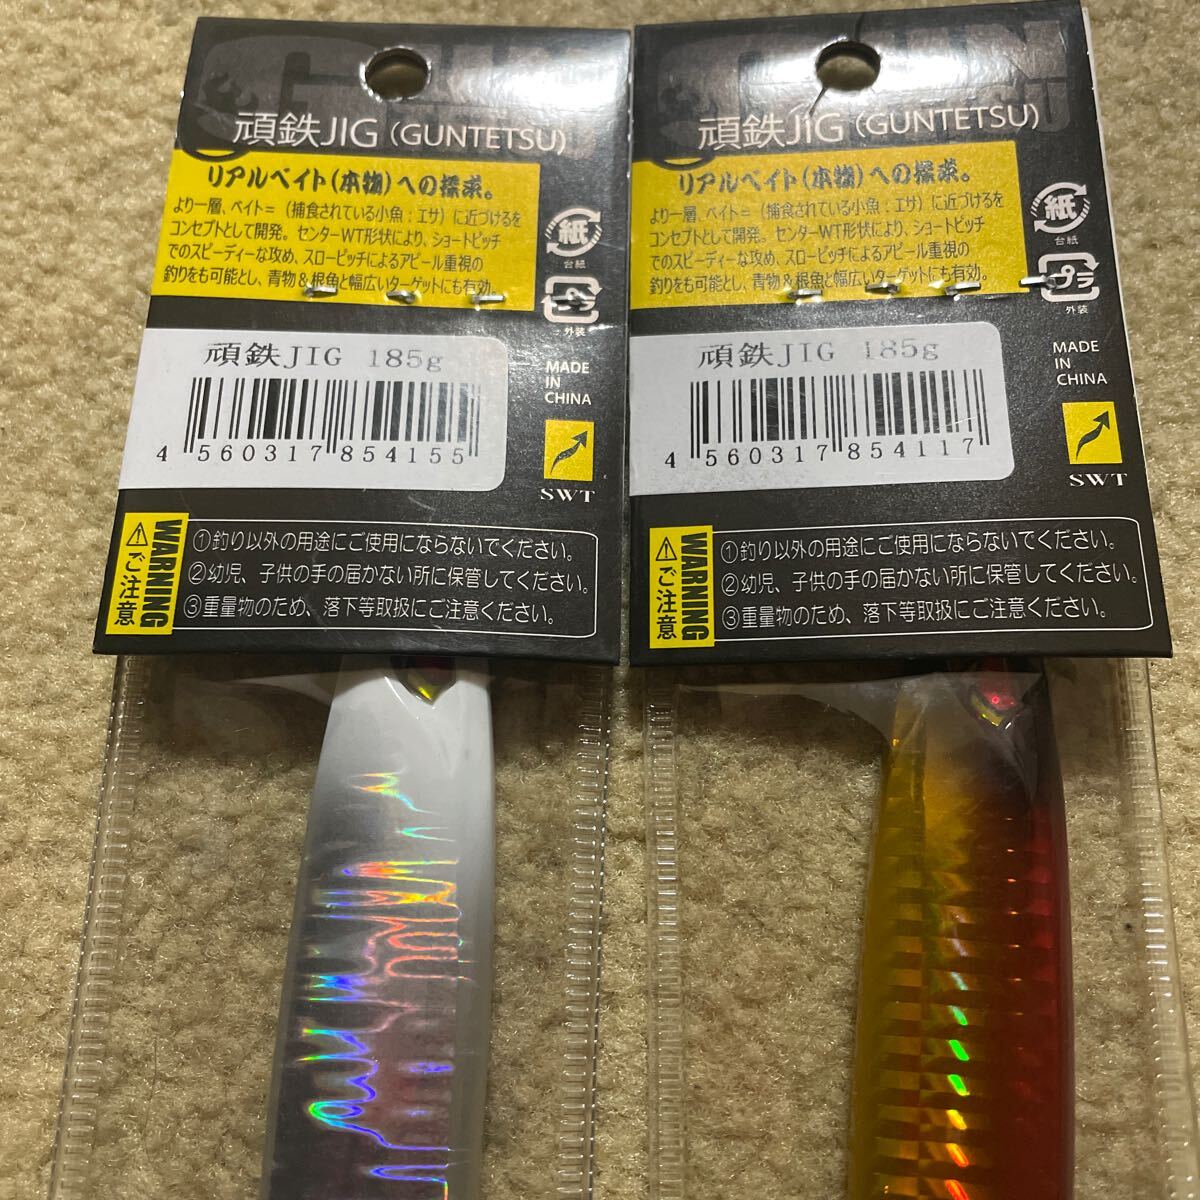 頑鉄JIG (GUNTETSU)
リアルベイト(本物)への探求。
より一層、ベイト=(捕食されている小魚:エサ)に近づけるを
コンセプトとして開発。センターWT形状により、ショートピッチ
でのスピーディーな攻め、スローピッチによるアピール重視の
釣りをも可能とし、青物&根魚と幅広いターゲットにも有効。
紙
台紙
プラ
外装
頑鉄JIG 185g
4 560317 854155
MADE
IN
CHINA
SWT
WARNING
ご注意
①釣り以外の用途にご使用にならないでください。
②幼児、子供の手の届かない所に保管してください。
③重量物のため、落下等取扱にご注意ください。
頑鉄JIG (GUNTETSU)
リアルベイト(本物)への探求。
より一層、ベイト=(捕食されている小魚:エサ)に近づけるを
コンセプトとして開発。センターWT形状により、ショートピッチ
でのスピーディーな攻め、スローピッチによるアピール重視の
釣りをも可能とし、青物&根魚と幅広いターゲットにも有効。
紙
台紙
プラ
外装
頑鉄JIG 185g
4 560317 854117
MADE
IN
CHINA
SWT
WARNING
ご注意
①釣り以外の用途にご使用にならないでください。
②幼児、子供の手の届かない所に保管してください。
③重量物のため、落下等取扱にご注意ください。